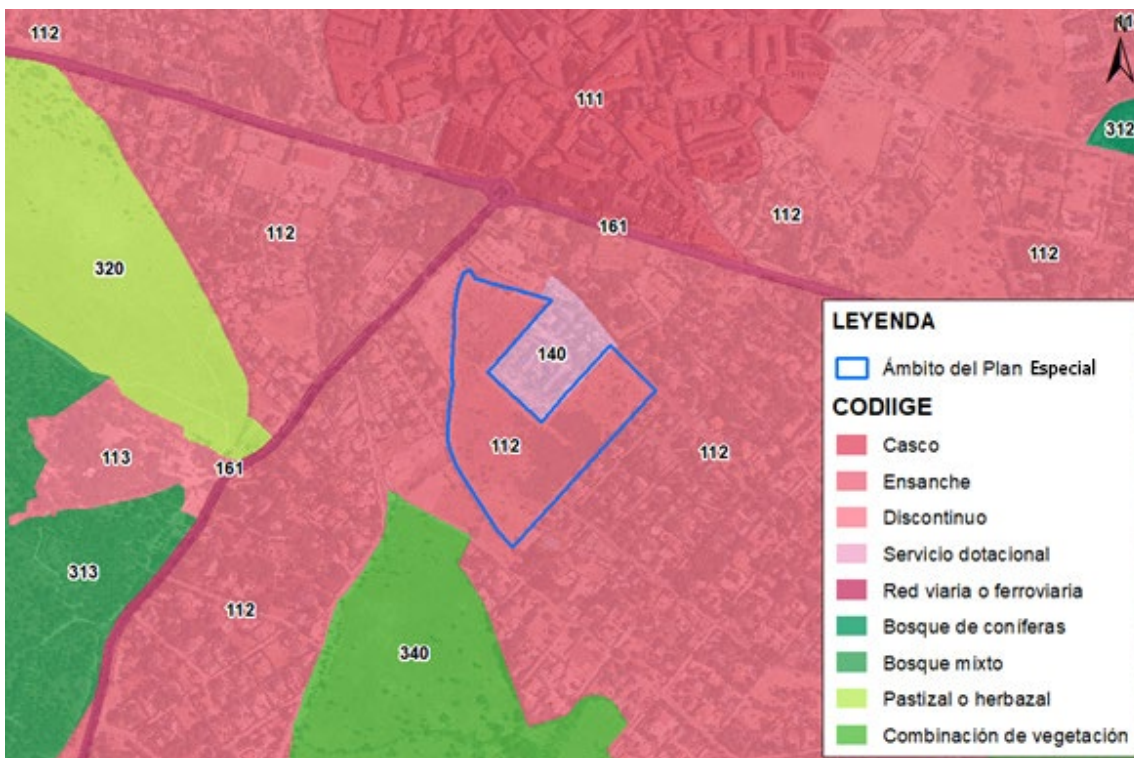 112
111
N
312
112
112
161
112
320
140
113
161
112
112
313
112
340
LEYENDA
Ámbito del Plan Especial
CODIIGE
Casco
Ensanche
Discontinuo
Servicio dotacional
Red viaria o ferroviaria
Bosque de coníferas
Bosque mixto
Pastizal o herbazal
Combinación de vegetación